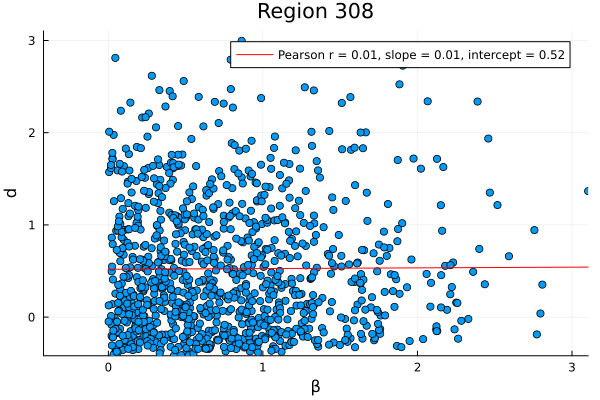 Region 308
Pearson r = 0.01, slope = 0.01, intercept = 0.52
3
2
1
0
d
0
1
2
3
β